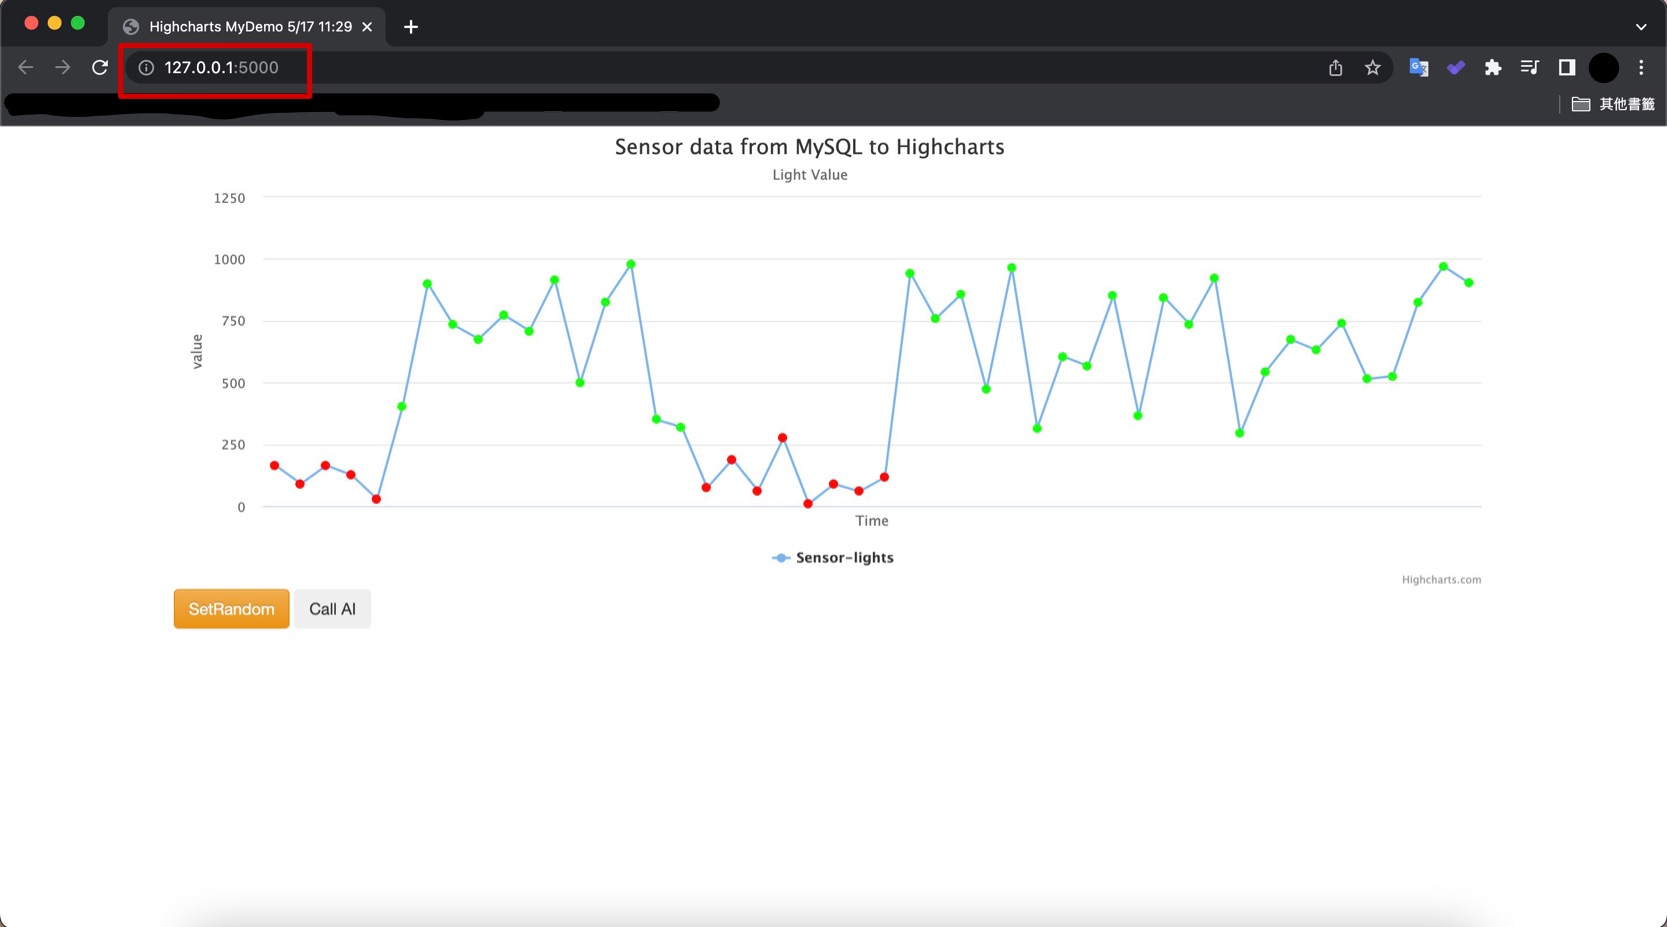 Highcharts MyDemo 5/17 11:29
127.0.0.1:5000
其他書籤
Sensor data from MySQL to Highcharts
Light Value
1250
1000
750
500
250
0
value
Time
Sensor-lights
Highcharts.com
SetRandom
Call AI